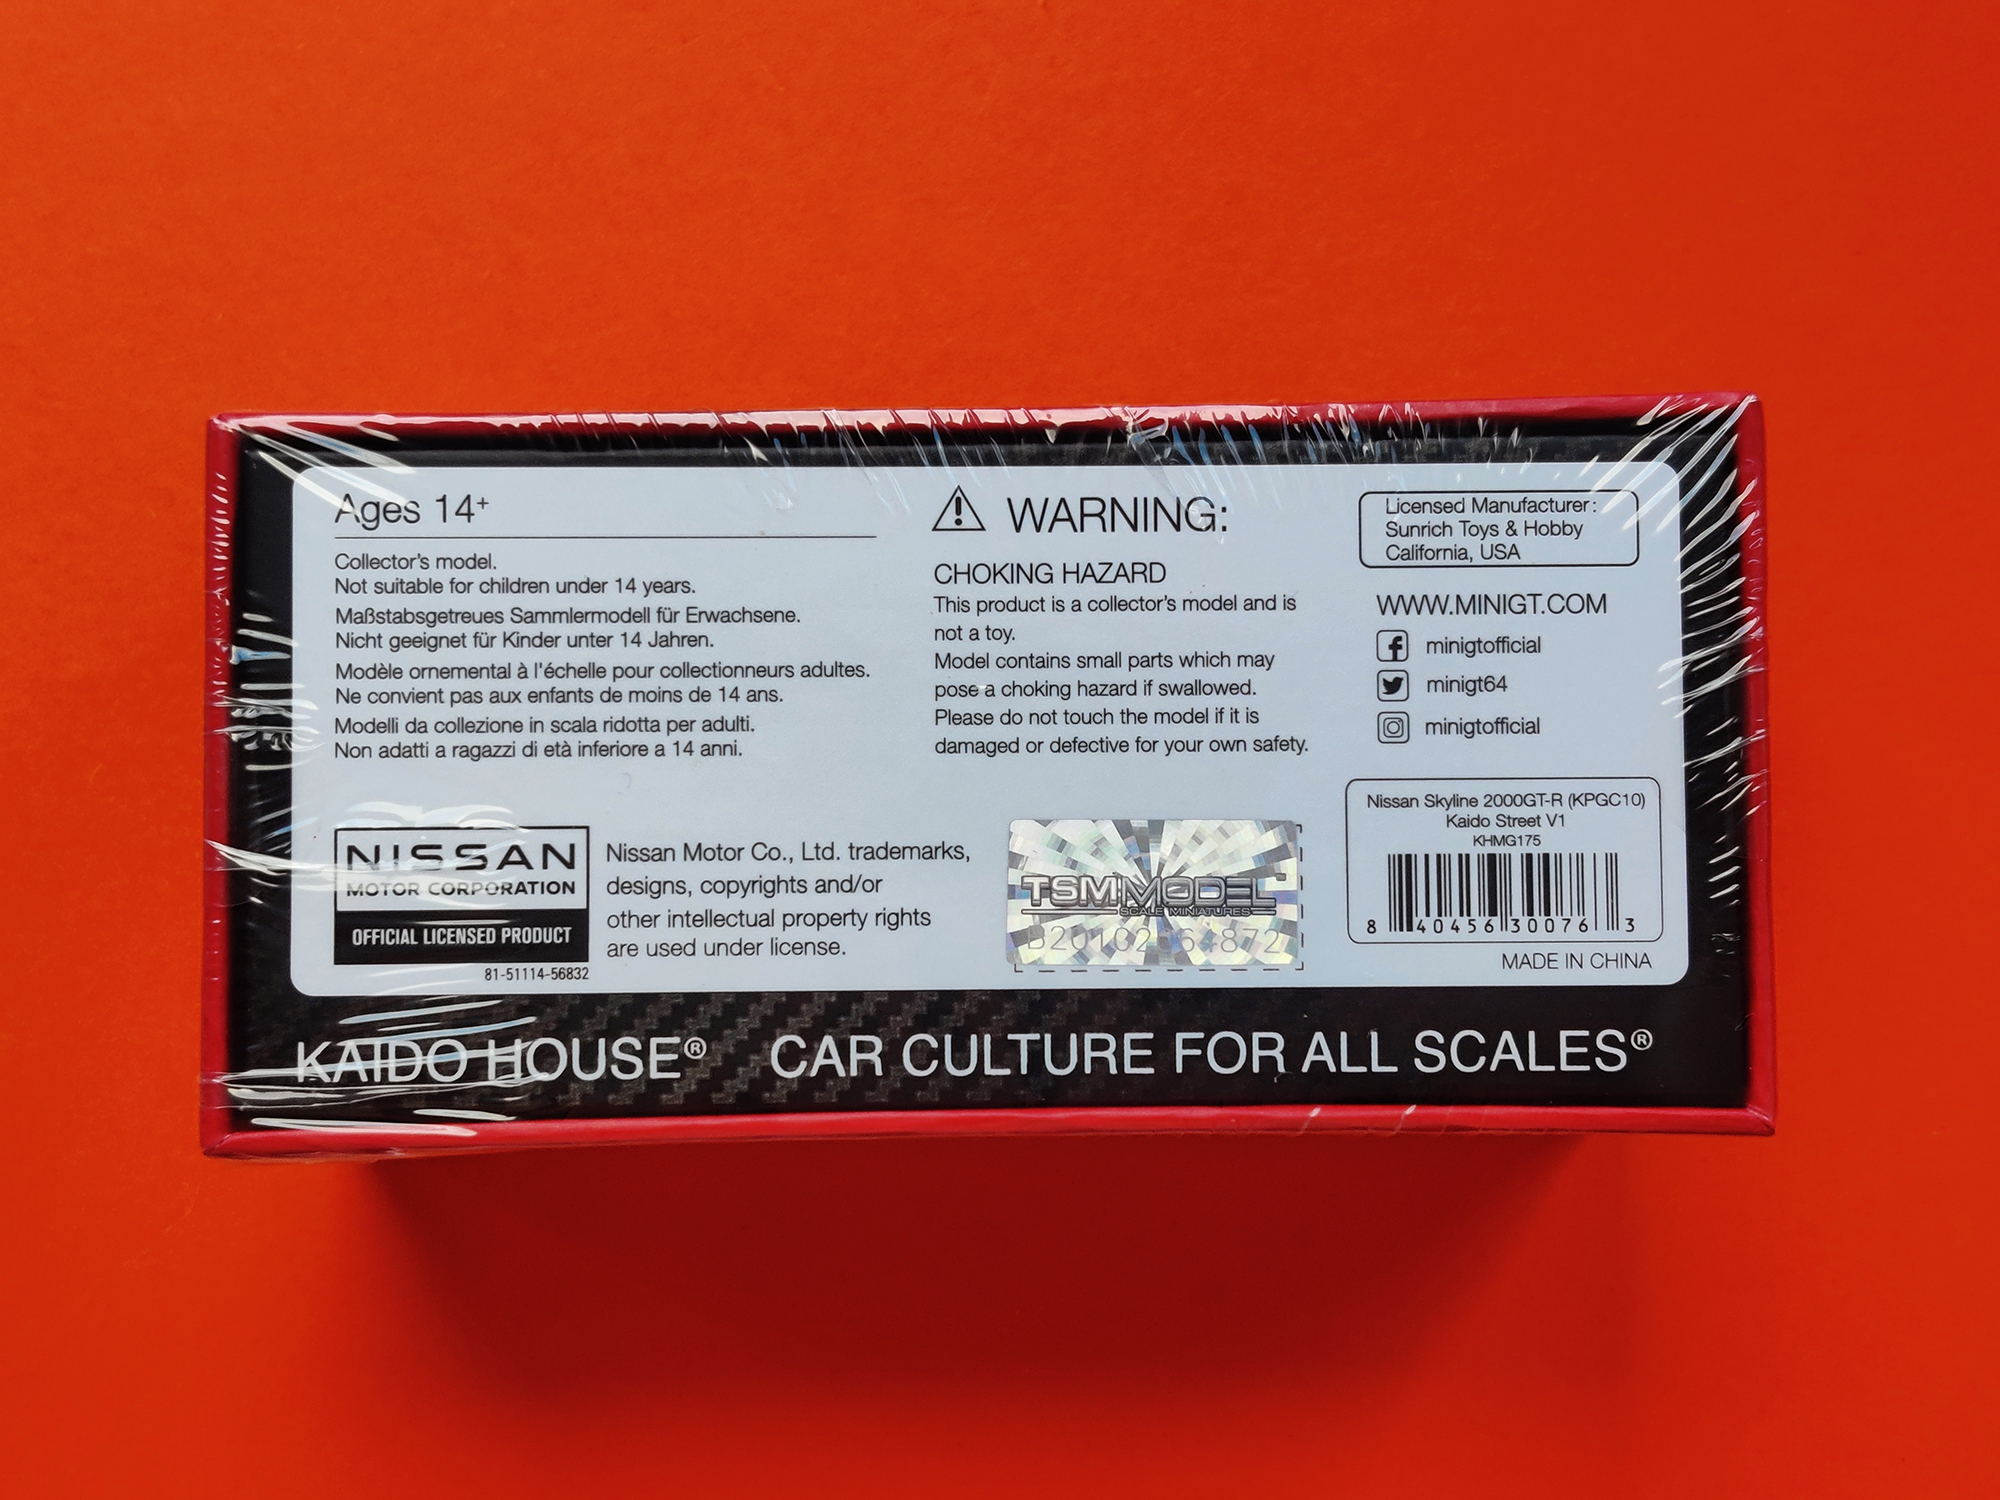 Ages 14+
Collector's model.
Not suitable for children under 14 years.
Maßstabsgetreues Sammlermodell für Erwachsene.
Nicht geeignet für Kinder unter 14 Jahren.
Modèle ornemental à l'échelle pour collectionneurs adultes.
Ne convient pas aux enfants de moins de 14 ans.
Modelli da collezione in scala ridotta per adulti.
Non adatti a ragazzi di età inferiore a 14 anni.
NISSAN
MOTOR CORPORATION
OFFICIAL LICENSED PRODUCT
81-51114-56832
Nissan Motor Co., Ltd. trademarks,
designs, copyrights and/or
other intellectual property rights
are used under license.
WARNING:
CHOKING HAZARD
This product is a collector's model and is
not a toy.
Model contains small parts which may
pose a choking hazard if swallowed.
Please do not touch the model if it is
damaged or defective for your own safety.
TSM MODEL
SCALE MINIATURES
Licensed Manufacturer:
Sunrich Toys & Hobby
California, USA
WWW.MINIGT.COM
minigtofficial
minigt64
minigtofficial
Nissan Skyline 2000GT-R (KPGC10)
Kaido Street V1
KHMG175
8 40456 30076 3
MADE IN CHINA
KAIDO HOUSE® CAR CULTURE FOR ALL SCALES®